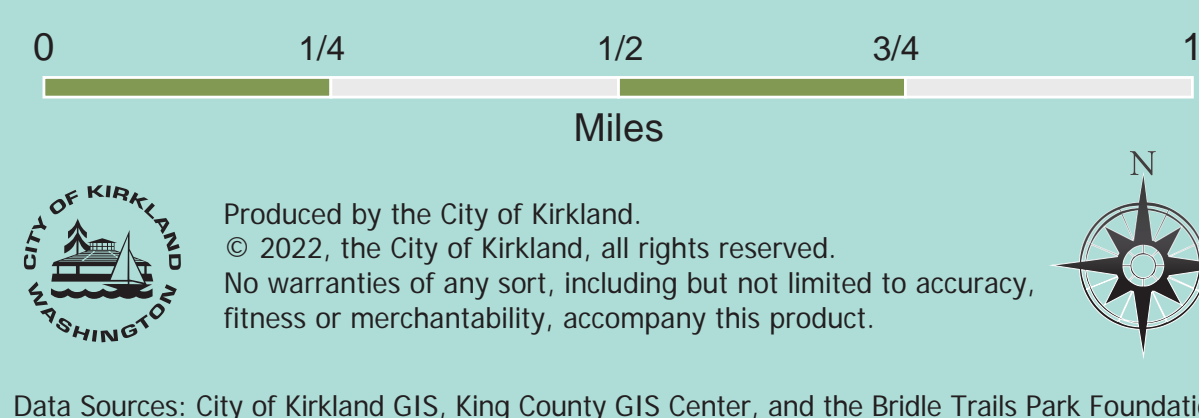 0 1/4 1/2 3/4 1
Miles
N
CITY OF KIRKLAND
WASHINGTON
Produced by the City of Kirkland.
© 2022, the City of Kirkland, all rights reserved.
No warranties of any sort, including but not limited to accuracy,
fitness or merchantability, accompany this product.
Data Sources: City of Kirkland GIS, King County GIS Center, and the Bridle Trails Park Foundati